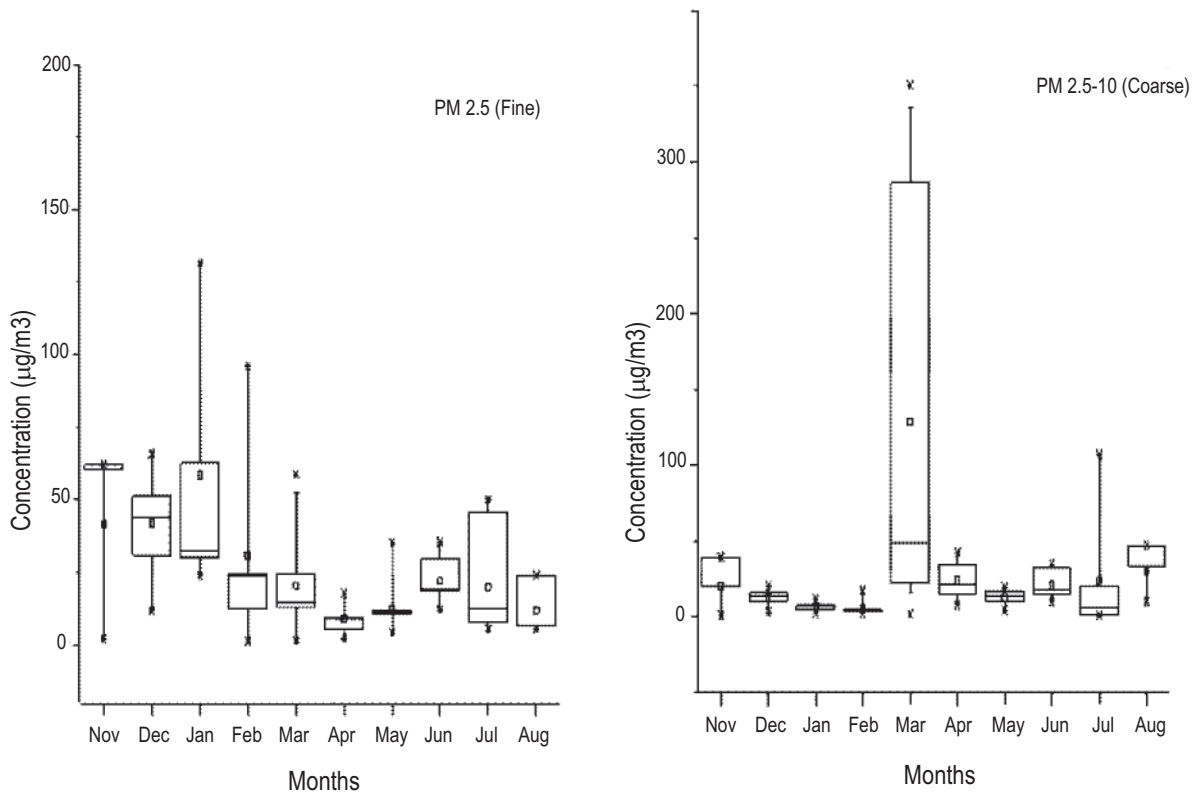 PM 2.5 (Fine)
200
150
100
50
0
Concentration (µg/m3)
Nov Dec Jan Feb Mar Apr May Jun Jul Aug
Months
PM 2.5-10 (Coarse)
300
200
100
0
Concentration (µg/m3)
Nov Dec Jan Feb Mar Apr May Jun Jul Aug
Months